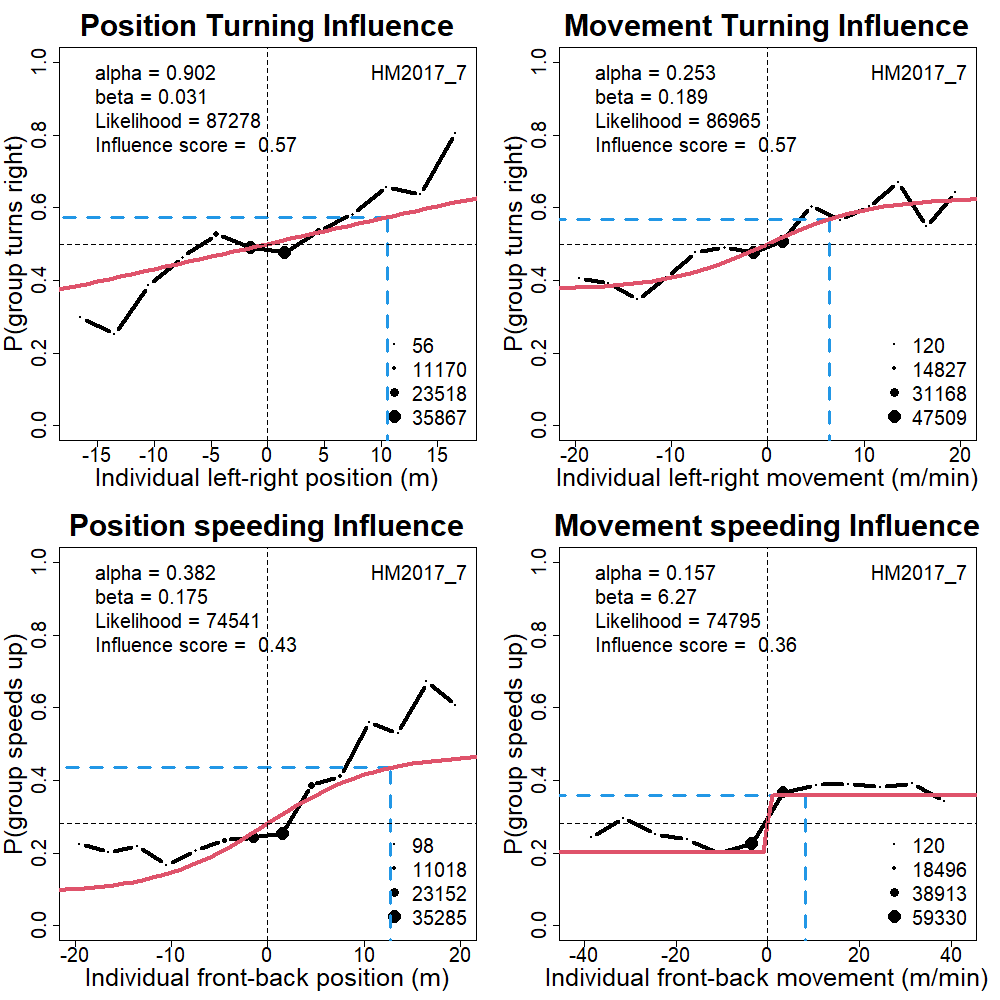 Position Turning Influence
alpha = 0.902
HM2017_7
beta = 0.031
Likelihood = 87278
Influence score = 0.57
P(group turns right)
1.0
0.8
0.6
0.4
0.2
0.0
56
11170
23518
35867
-15 -10 -5 0 5 10 15
Individual left-right position (m)
Movement Turning Influence
alpha = 0.253
HM2017_7
beta = 0.189
Likelihood = 86965
Influence score = 0.57
P(group turns right)
1.0
0.8
0.6
0.4
0.2
0.0
120
14827
31168
47509
-20 -10 0 10 20
Individual left-right movement (m/min)
Position speeding Influence
alpha = 0.382
HM2017_7
beta = 0.175
Likelihood = 74541
Influence score = 0.43
P(group speeds up)
1.0
0.8
0.6
0.4
0.2
0.0
98
11018
23152
35285
-20 -10 0 10 20
Individual front-back position (m)
Movement speeding Influence
alpha = 0.157
HM2017_7
beta = 6.27
Likelihood = 74795
Influence score = 0.36
P(group speeds up)
1.0
0.8
0.6
0.4
0.2
0.0
120
18496
38913
59330
-40 -20 0 20 40
Individual front-back movement (m/min)